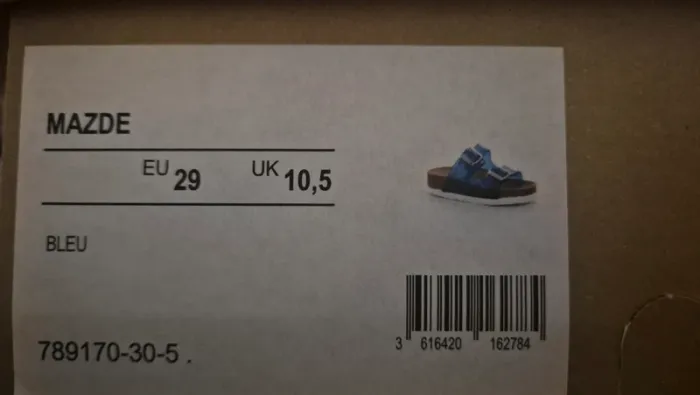 MAZDE
EU 29 UK 10,5
BLEU
789170-30-5 .
3 616420 162784